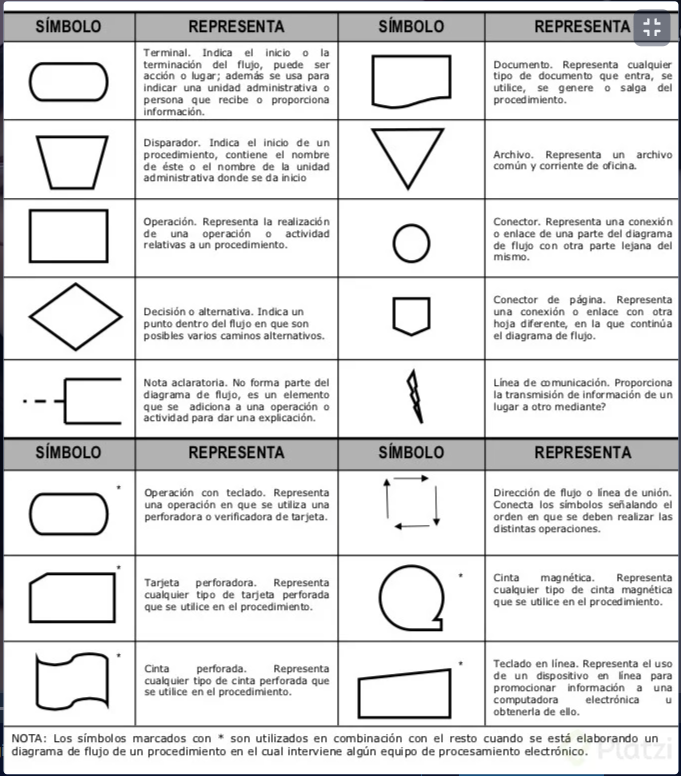 SÍMBOLO REPRESENTA SÍMBOLO REPRESENTA
Terminal. Indica el inicio o la
terminación del flujo, puede ser
acción o lugar; además se usa para
indicar una unidad administrativa o
persona que recibe o proporciona
información.
Documento. Representa cualquier
tipo de documento que entra, se
utilice, se genere o salga del
procedimiento.
Disparador. Indica el inicio de un
procedimiento, contiene el nombre
de éste o el nombre de la unidad
administrativa donde se da inicio
Archivo. Representa un archivo
común y corriente de oficina.
Operación. Representa la realización
de una operación o actividad
relativas a un procedimiento.
Conector. Representa una conexión
o enlace de una parte del diagrama
de flujo con otra parte lejana del
mismo.
Decisión o alternativa. Indica un
punto dentro del flujo en que son
posibles varios caminos alternativos.
Conector de página. Representa
una conexión o enlace con otra
hoja diferente, en la que continúa
el diagrama de flujo.
Nota aclaratoria. No forma parte del
diagrama de flujo, es un elemento
que se adiciona a una operación o
actividad para dar una explicación.
Línea de comunicación. Proporciona
la transmisión de información de un
lugar a otro mediante?
SÍMBOLO REPRESENTA SÍMBOLO REPRESENTA
*
Operación con teclado. Representa
una operación en que se utiliza una
perforadora o verificadora de tarjeta.
Dirección de flujo o línea de unión.
Conecta los símbolos señalando el
orden en que se deben realizar las
distintas operaciones.
*
Tarjeta perforadora. Representa
cualquier tipo de tarjeta perforada
que se utilice en el procedimiento.
*
Cinta magnética. Representa
cualquier tipo de cinta magnética
que se utilice en el procedimiento.
*
Cinta perforada. Representa
cualquier tipo de cinta perforada que
se utilice en el procedimiento.
*
Teclado en línea. Representa el uso
de un dispositivo en línea para
promocionar información a una
computadora electrónica u
obtenerla de ello.
NOTA: Los símbolos marcados con * son utilizados en combinación con el resto cuando se está elaborando un
diagrama de flujo de un procedimiento en el cual interviene algún equipo de procesamiento electrónico.
Platzi